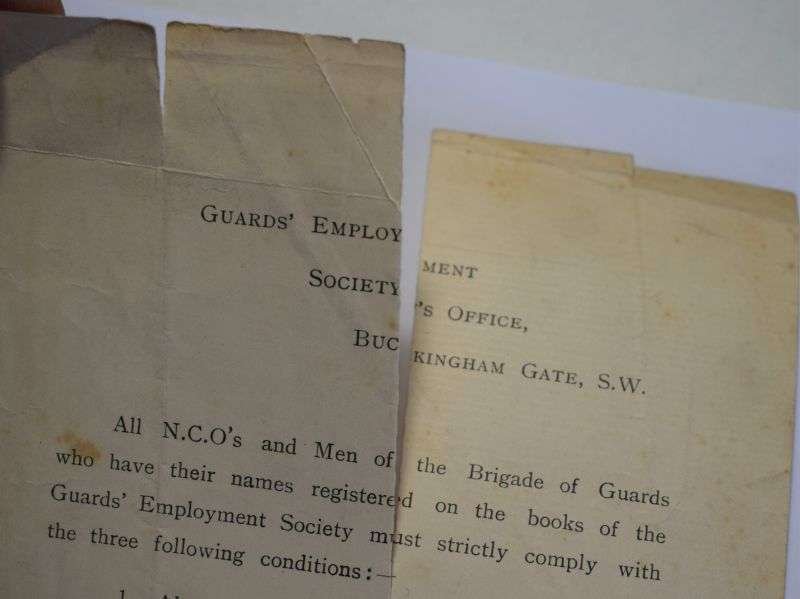 GUARDS' EMPLOYMENT
SOCIETY'S OFFICE,
BUCKINGHAM GATE, S.W.
All N.C.O's and Men of the Brigade of Guards
who have their names registered on the books of the
Guards' Employment Society must strictly comply with
the three following conditions:—
1.